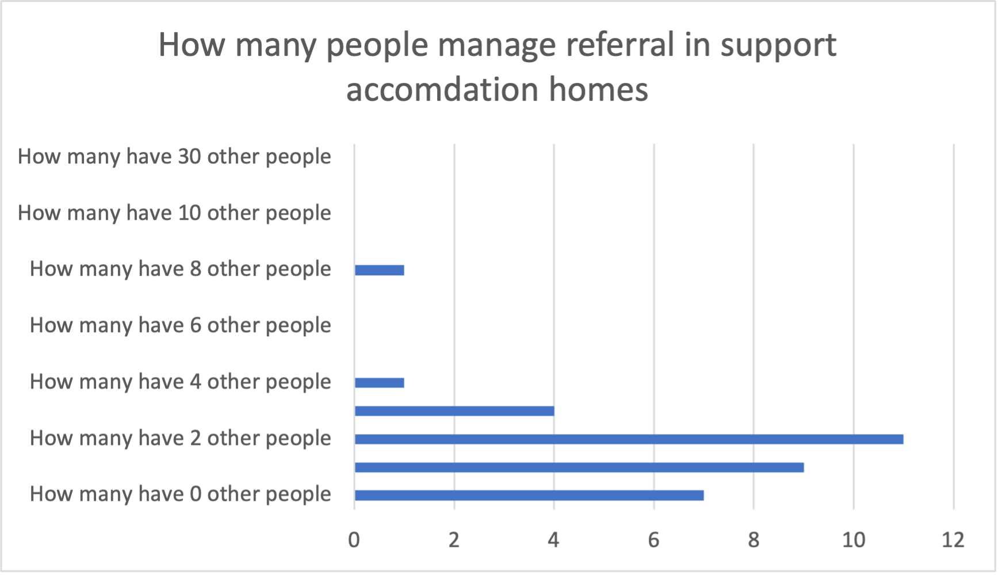 How many people manage referral in support
accomdation homes
How many have 30 other people
How many have 10 other people
How many have 8 other people
How many have 6 other people
How many have 4 other people
How many have 2 other people
How many have 0 other people
0 2 4 6 8 10 12